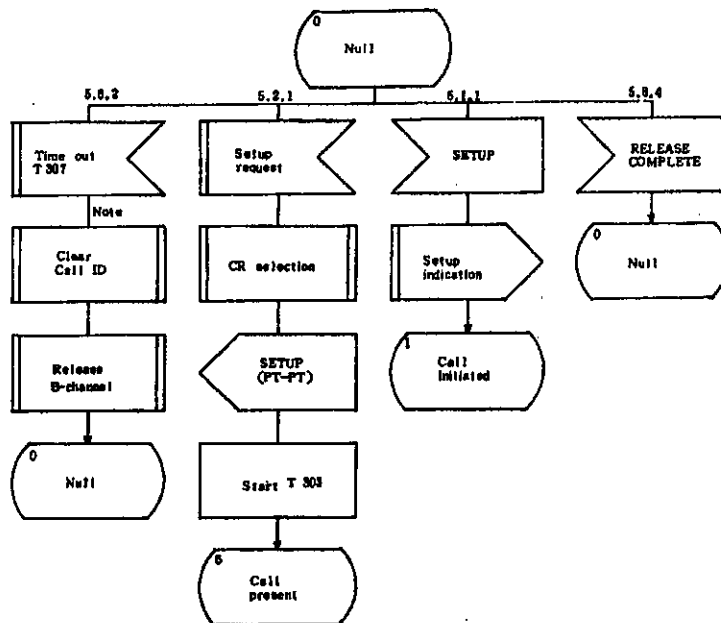 0
Null
5.6.2
5.2.1
5.1.1
5.8.4
Time out
T 307
Setup
request
SETUP
RELEASE
COMPLETE
Note
Clear
Call ID
CR selection
Setup
indication
0
Null
Release
B-channel
SETUP
(PT-PT)
1
Call
Initiated
0
Null
Start T 303
6
Call
present